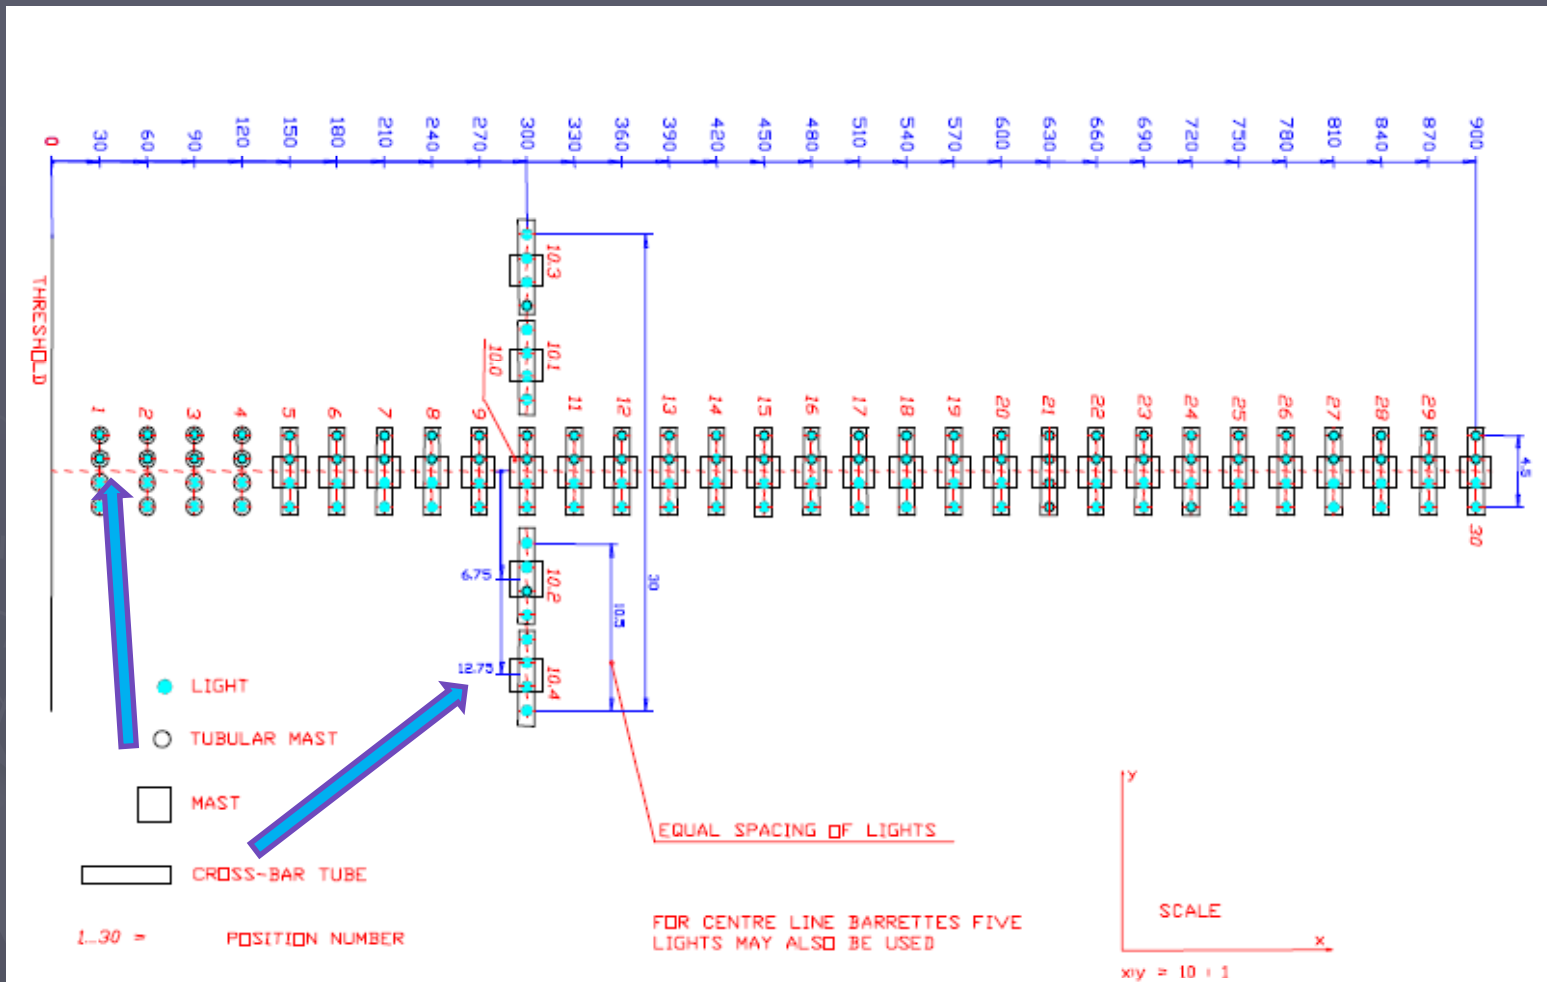 0 30 60 90 120 150 180 210 240 270 300 330 360 390 420 450 480 510 540 570 600 630 660 690 720 750 780 810 840 870 900
THRESHOLD
10.3
10.1
10.0
1 2 3 4 5 6 7 8 9 11 12 13 14 15 16 17 18 19 20 21 22 23 24 25 26 27 28 29
4.5
30
6.75
10.2
30
10.5
12.75
10.4
LIGHT
TUBULAR MAST
MAST
CROSS-BAR TUBE
1...30 = POSITION NUMBER
EQUAL SPACING OF LIGHTS
FOR CENTRE LINE BARRETTES FIVE
LIGHTS MAY ALSO BE USED
y
SCALE
x
x:y = 10 : 1